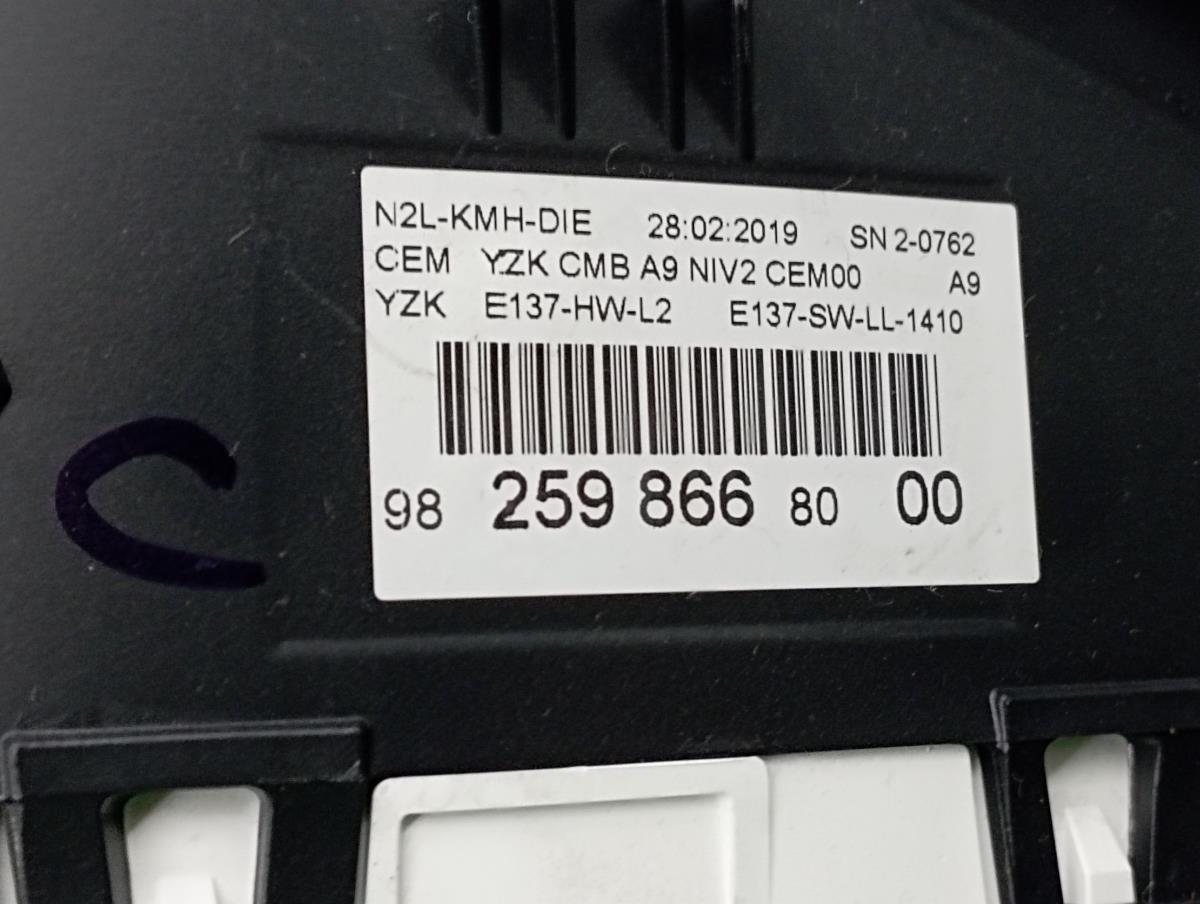 N2L-KMH-DIE 28:02:2019 SN 2-0762
CEM YZK CMB A9 NIV2 CEM00 A9
YZK E137-HW-L2 E137-SW-LL-1410
98 259 866 80 00
C